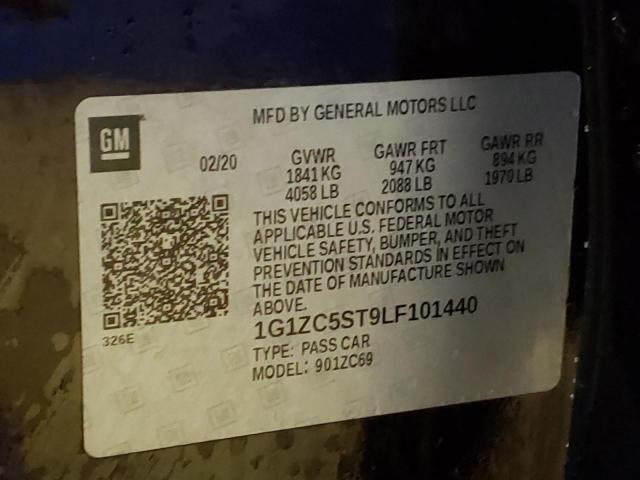 MFD BY GENERAL MOTORS LLC
GM
02/20 GVWR GAWR FRT GAWR RR
1841 KG 947 KG 894 KG
4058 LB 2088 LB 1970 LB
THIS VEHICLE CONFORMS TO ALL
APPLICABLE U.S. FEDERAL MOTOR
VEHICLE SAFETY, BUMPER, AND THEFT
PREVENTION STANDARDS IN EFFECT ON
THE DATE OF MANUFACTURE SHOWN
ABOVE.
326E
1G1ZC5ST9LF101440
TYPE: PASS CAR
MODEL: 901ZC69